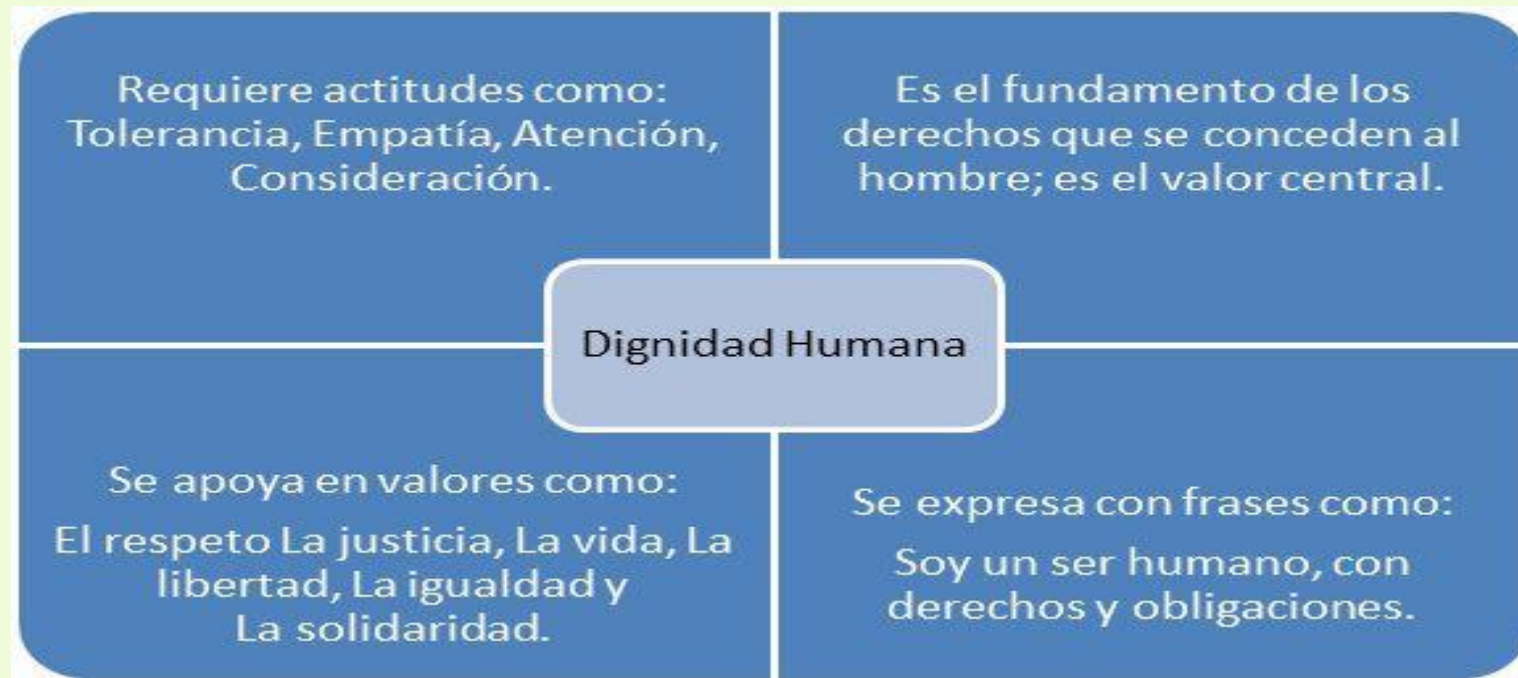 Requiere actitudes como:
Tolerancia, Empatía, Atención,
Consideración.
Es el fundamento de los
derechos que se conceden al
hombre; es el valor central.
Dignidad Humana
Se apoya en valores como:
El respeto La justicia, La vida, La
libertad, La igualdad y
La solidaridad.
Se expresa con frases como:
Soy un ser humano, con
derechos y obligaciones.